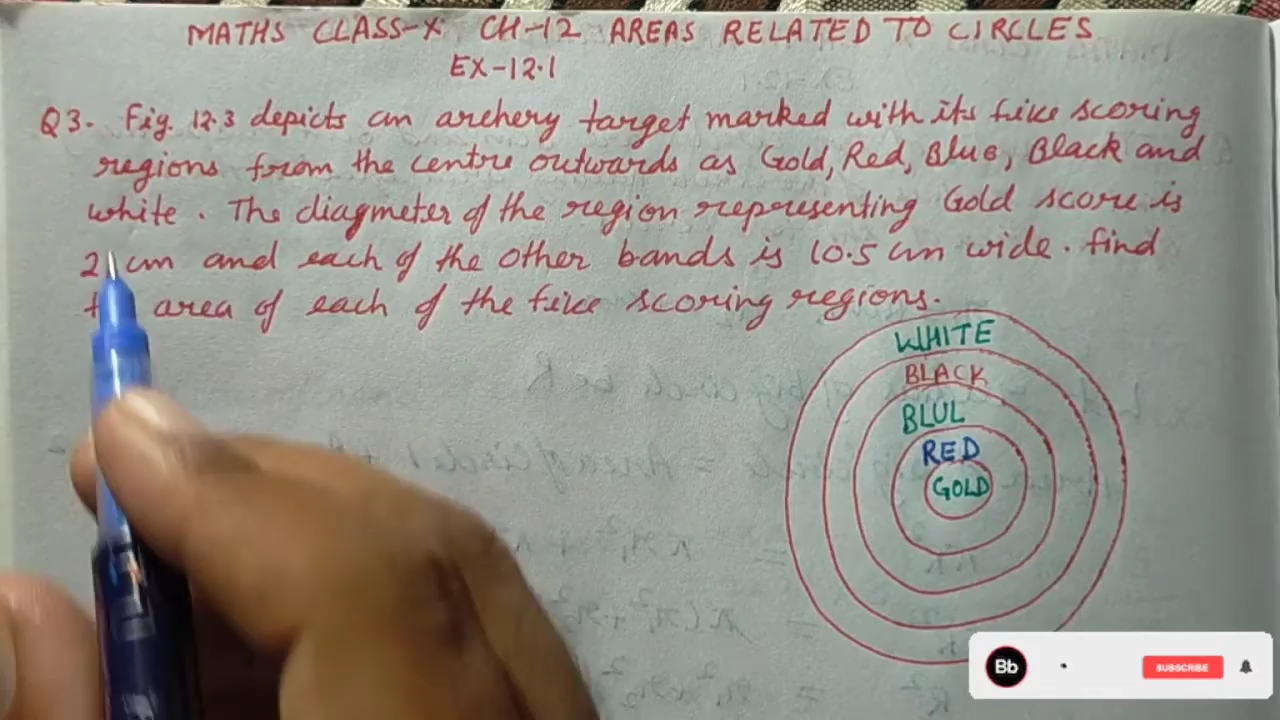 MATHS CLASS-X CH-12 AREAS RELATED TO CIRCLES
EX-12.1
Q3. Fig. 12.3 depicts an archery target marked with its five scoring
regions from the centre outwards as Gold, Red, Blue, Black and
white. The diagmeter of the region representing Gold score is
2 cm and each of the other bands is 10.5 cm wide. find
area of each of the five scoring regions.
WHITE
BLACK
BLUL
RED
GOLD
Bb
SUBSCRIBE